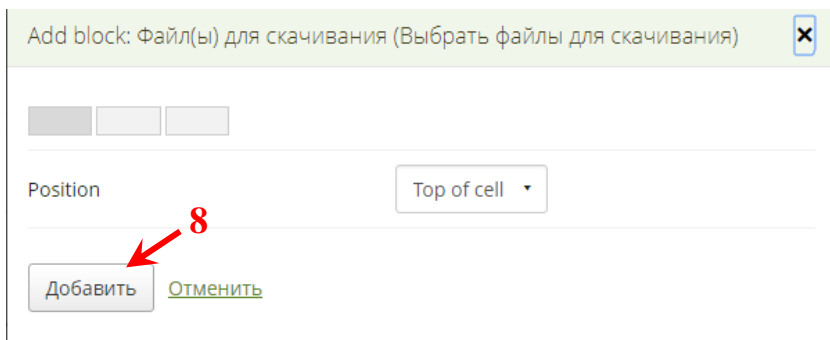 Add block: Файл(ы) для скачивания (Выбрать файлы для скачивания) ×
Position Top of cell
8
Добавить Отменить